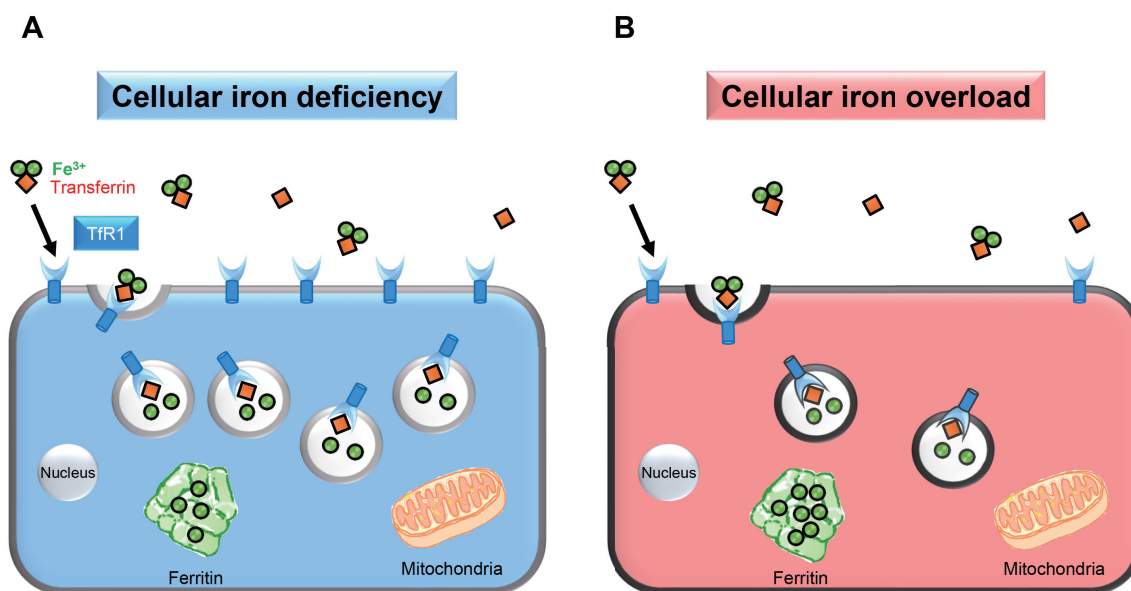 A
B
Cellular iron deficiency
Cellular iron overload
Fe³⁺
Transferrin
TfR1
Nucleus
Ferritin
Mitochondria
Nucleus
Ferritin
Mitochondria